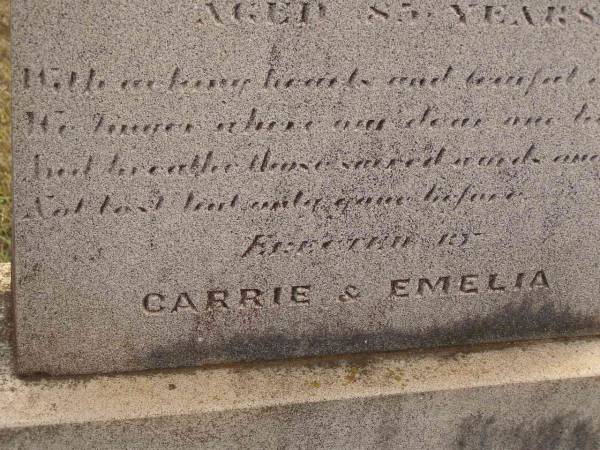 AGED 85 YEARS
With aching hearts and tearful
We linger where our dear one
And breathe those sacred words
Not lost but only gone before
ERECTED BY
CARRIE & EMELIA